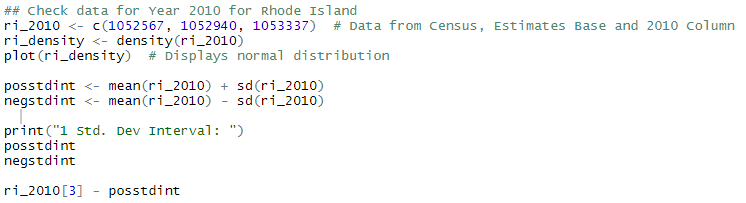 ## Check data for Year 2010 for Rhode Island
ri_2010 <- c(1052567, 1052940, 1053337)  # Data from Census, Estimates Base and 2010 Column
ri_density <- density(ri_2010)
plot(ri_density)  # Displays normal distribution
posstdint <- mean(ri_2010) + sd(ri_2010)
negstdint <- mean(ri_2010) - sd(ri_2010)
print("1 Std. Dev Interval: ")
posstdint
negstdint
ri_2010[3] - posstdint